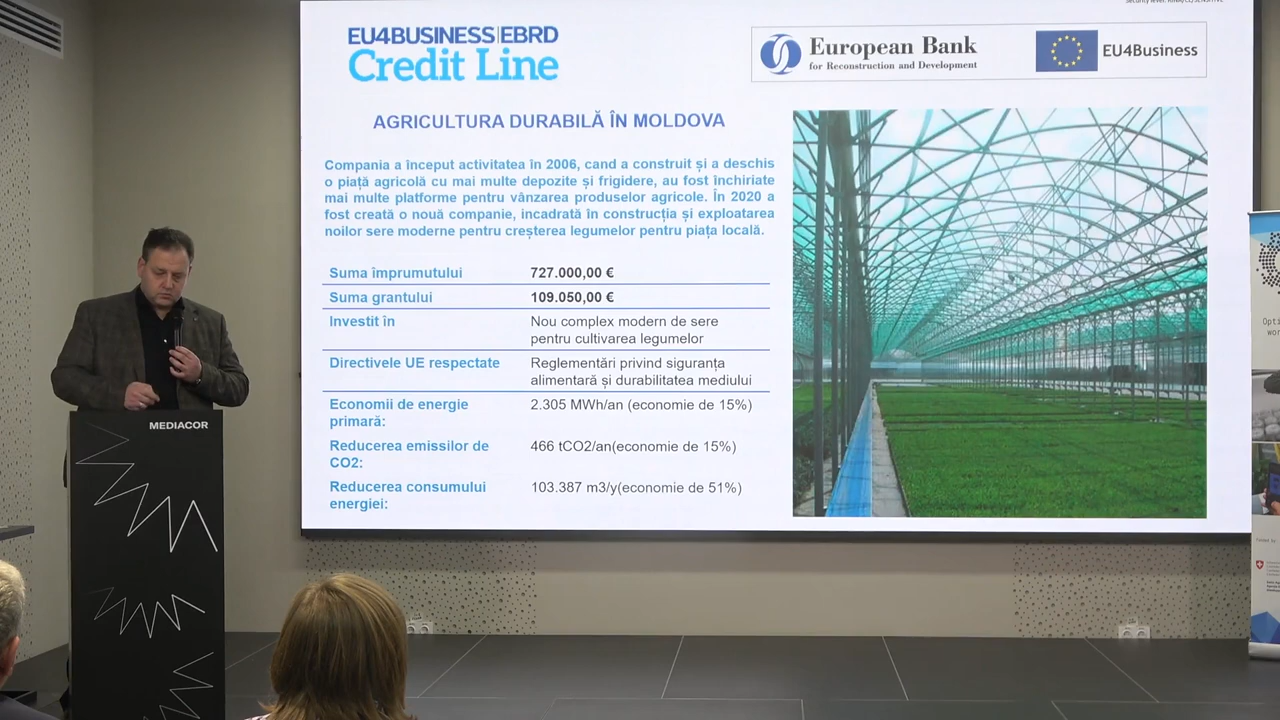 EU4BUSINESS|EBRD
Credit Line
European Bank
for Reconstruction and Development
EU4Business
AGRICULTURA DURABILĂ ÎN MOLDOVA
Compania a început activitatea în 2006, cand a construit și a deschis
o piață agricolă cu mai multe depozite și frigidere, au fost închiriate
mai multe platforme pentru vânzarea produselor agricole. În 2020 a
fost creată o nouă companie, incadrată în construcția și exploatarea
noilor sere moderne pentru creșterea legumelor pentru piața locală.
Suma împrumutului 727.000,00 €
Suma grantului 109.050,00 €
Investit în Nou complex modern de sere
pentru cultivarea legumelor
Directivele UE respectate Reglementări privind siguranța
alimentară și durabilitatea mediului
Economii de energie 2.305 MWh/an (economie de 15%)
primară:
Reducerea emissilor de 466 tCO2/an(economie de 15%)
CO2:
Reducerea consumului 103.387 m3/y(economie de 51%)
energiei:
MEDIACOR